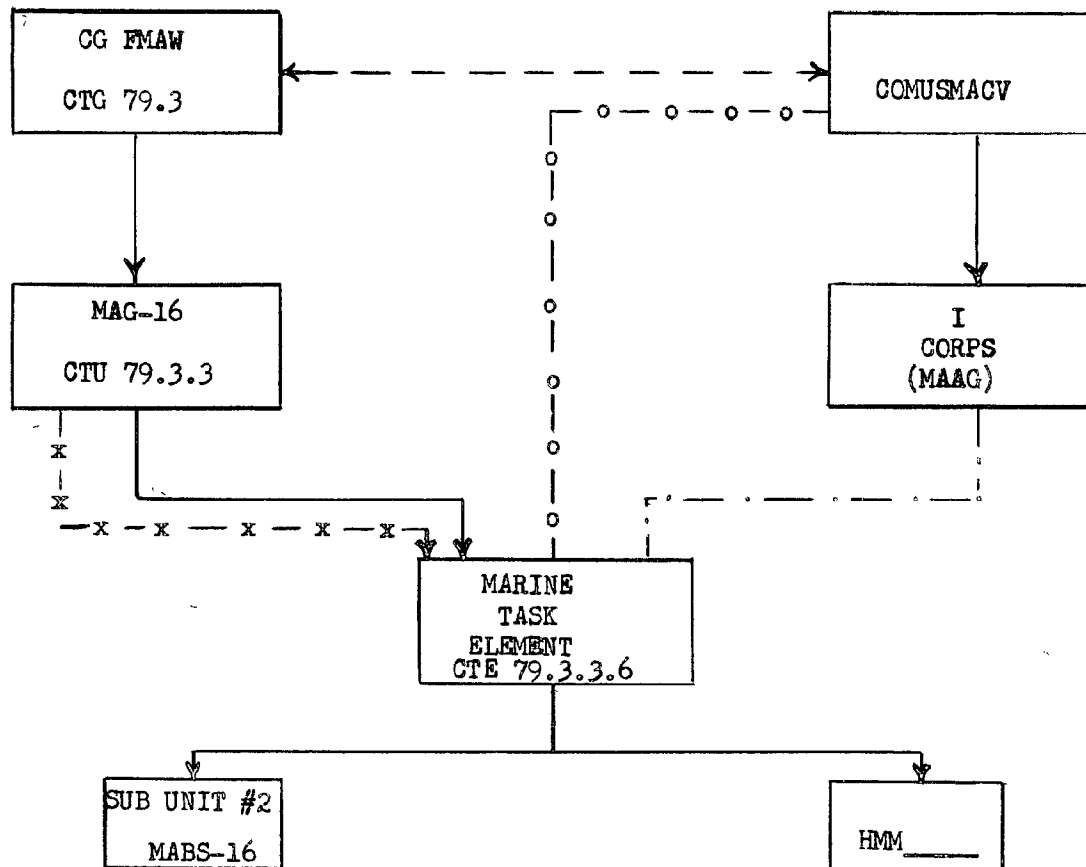 CG FMAW
CTG 79.3
COMUSMACV
MAG-16
CTU 79.3.3
I
CORPS
(MAAG)
MARINE
TASK
ELEMENT
CTE 79.3.3.6
SUB UNIT #2
MABS-16
HMM_____